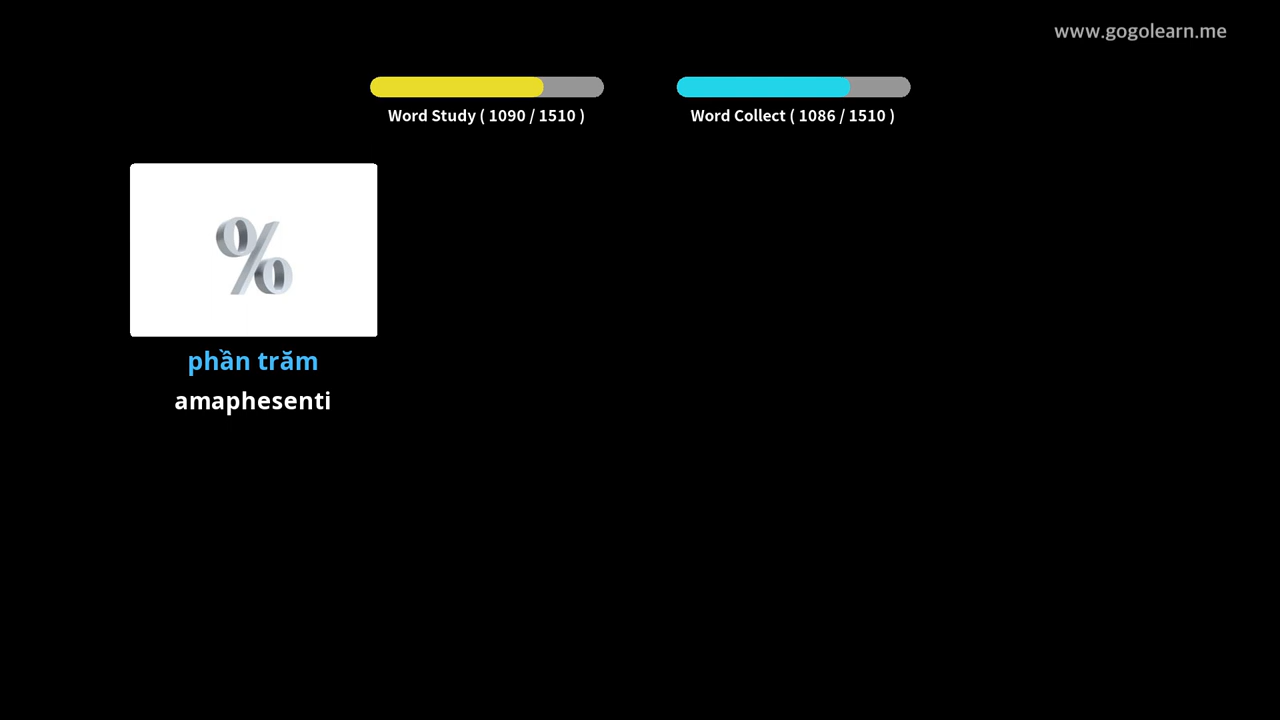 www.gogolearn.me
Word Study ( 1090 / 1510 )
Word Collect ( 1086 / 1510 )
%
phần trăm
amaphesenti